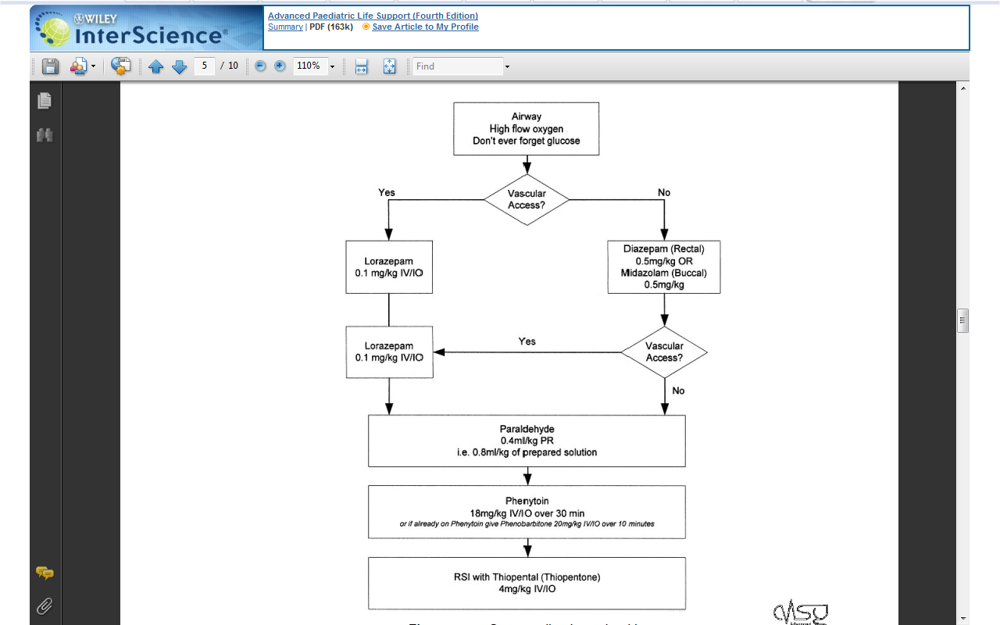 WILEY
InterScience®
Advanced Paediatric Life Support (Fourth Edition)
Summary | PDF (163k) Save Article to My Profile
5 / 10 110% Find
Airway
High flow oxygen
Don't ever forget glucose
Yes
Vascular
Access?
No
Lorazepam
0.1 mg/kg IV/IO
Diazepam (Rectal)
0.5mg/kg OR
Midazolam (Buccal)
0.5mg/kg
Lorazepam
0.1 mg/kg IV/IO
Yes
Vascular
Access?
No
Paraldehyde
0.4ml/kg PR
i.e. 0.8ml/kg of prepared solution
Phenytoin
18mg/kg IV/IO over 30 min
or if already on Phenytoin give Phenobarbitone 20mg/kg IV/IO over 10 minutes
RSI with Thiopental (Thiopentone)
4mg/kg IV/IO